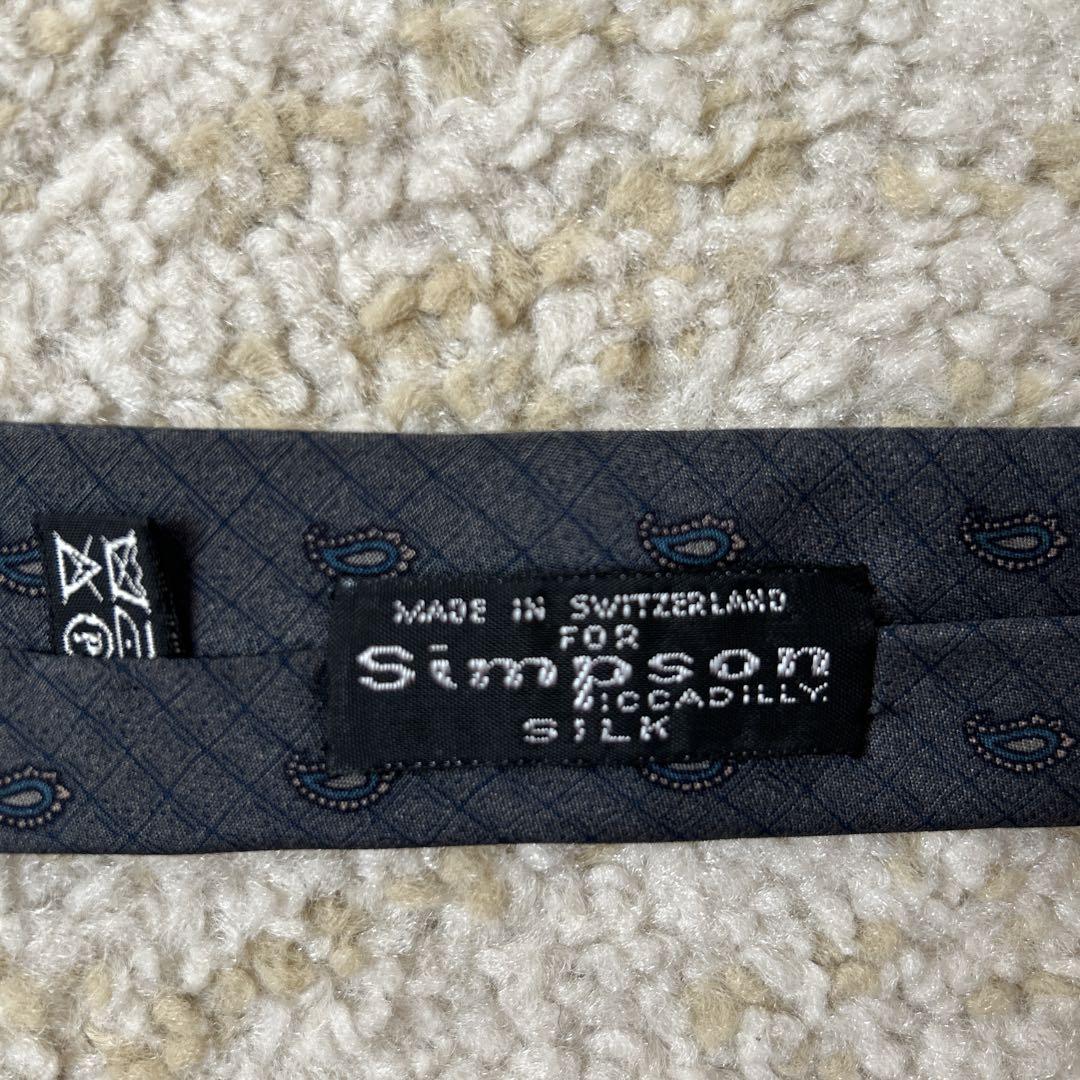 MADE IN SWITZERLAND
FOR
Simpson
PICCADILLY
SILK
P